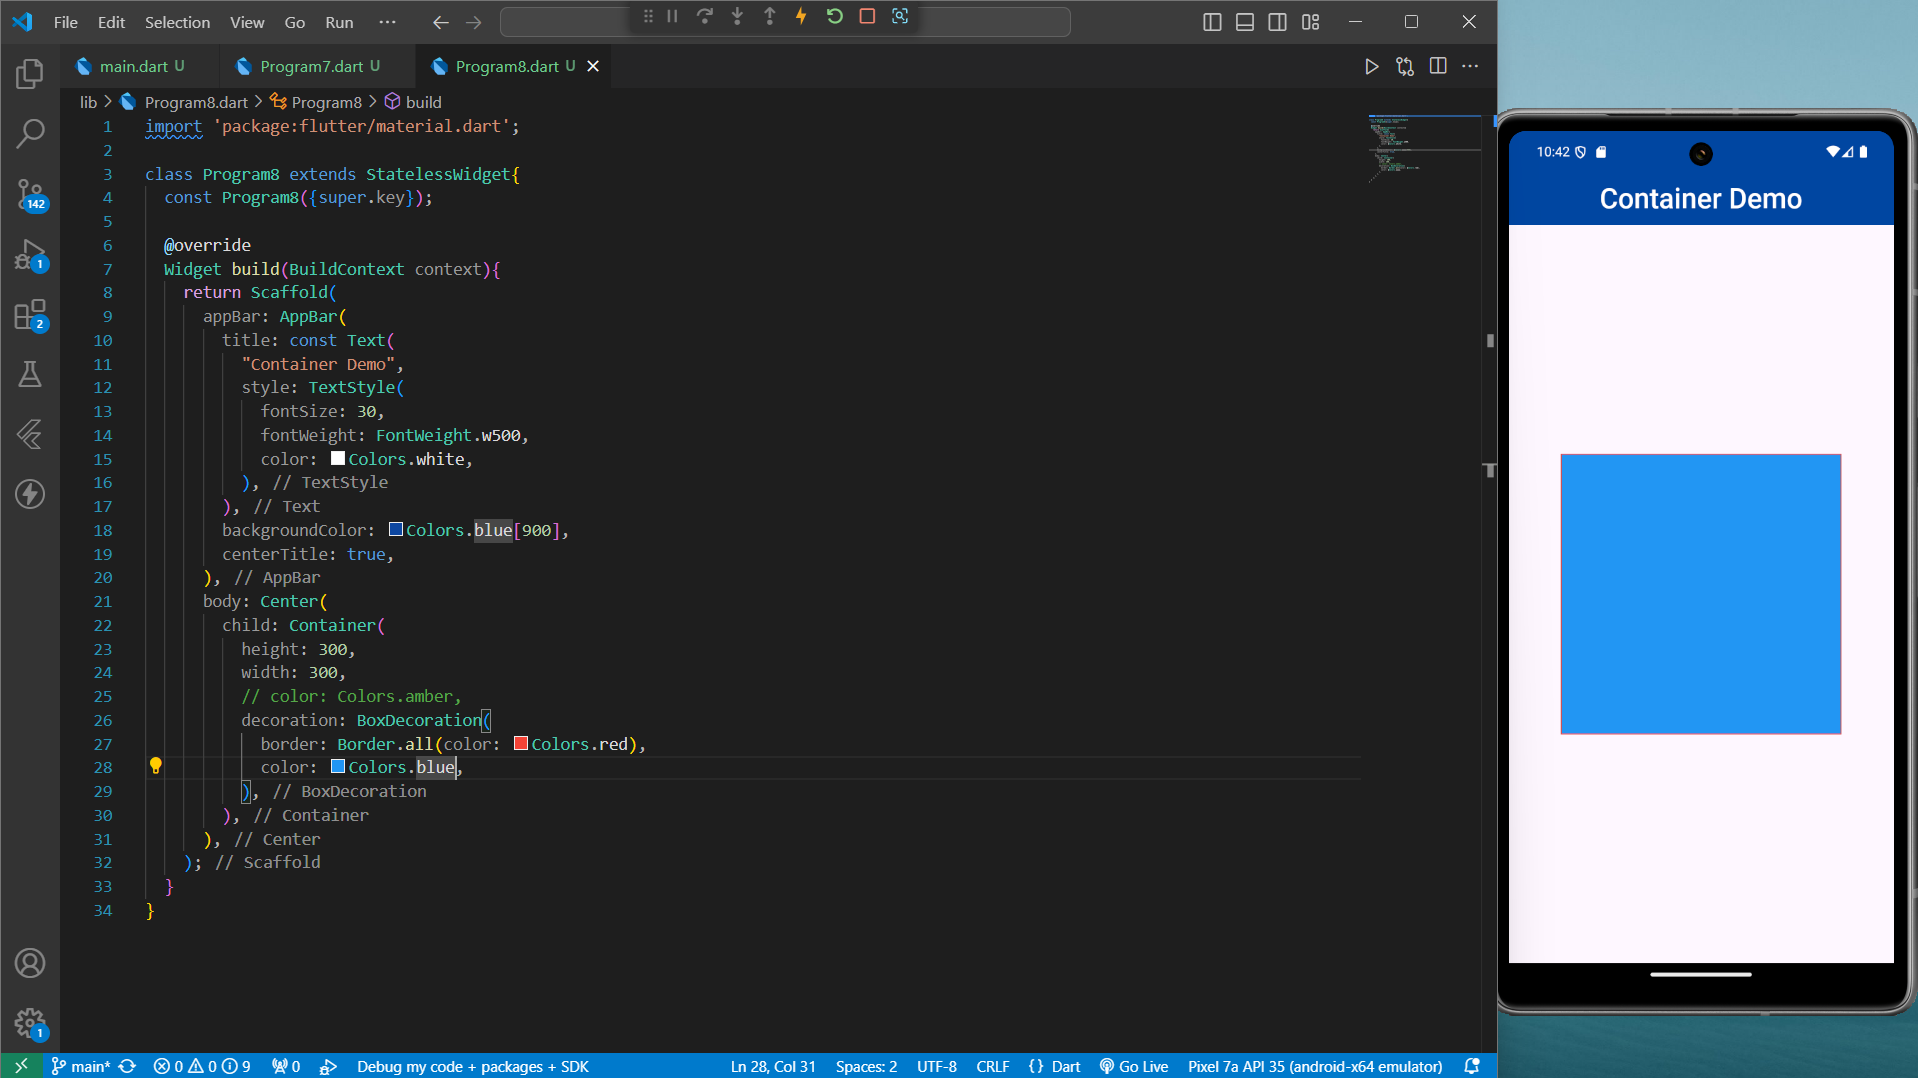 File Edit Selection View Go Run ···
main.dart U Program7.dart U Program8.dart U
lib > Program8.dart > Program8 > build
1 import 'package:flutter/material.dart';
2
3 class Program8 extends StatelessWidget{
4 const Program8({super.key});
5
6 @override
7 Widget build(BuildContext context){
8 return Scaffold(
9 appBar: AppBar(
10 title: const Text(
11 "Container Demo",
12 style: TextStyle(
13 fontSize: 30,
14 fontWeight: FontWeight.w500,
15 color: Colors.white,
16 ), // TextStyle
17 ), // Text
18 backgroundColor: Colors.blue[900],
19 centerTitle: true,
20 ), // AppBar
21 body: Center(
22 child: Container(
23 height: 300,
24 width: 300,
25 // color: Colors.amber,
26 decoration: BoxDecoration(
27 border: Border.all(color: Colors.red),
28 color: Colors.blue,
29 ), // BoxDecoration
30 ), // Container
31 ), // Center
32 ); // Scaffold
33 }
34 }
142
1
2
1
main* 0 0 9 0 Debug my code + packages + SDK Ln 28, Col 31 Spaces: 2 UTF-8 CRLF {} Dart Go Live Pixel 7a API 35 (android-x64 emulator)
10:42
Container Demo